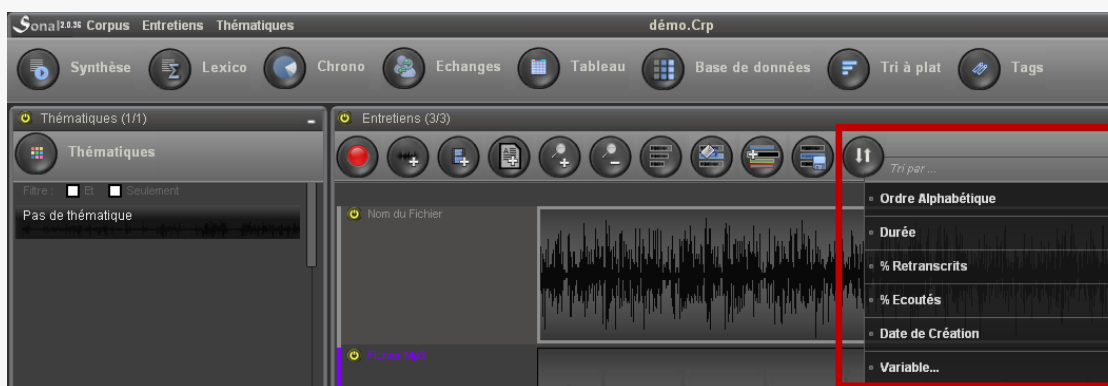 Sonal 2.0.36 Corpus Entretiens Thématiques démo.Crp
Synthèse Lexico Chrono Echanges Tableau Base de données Tri à plat Tags
Thématiques (1/1)
Entretiens (3/3)
Thématiques
Tri par ...
Filtre : Et Seulement
Pas de thématique
Nom du Fichier
Ordre Alphabétique
Durée
% Retranscrits
% Ecoutés
Date de Création
Fichier Mp3
Variable...